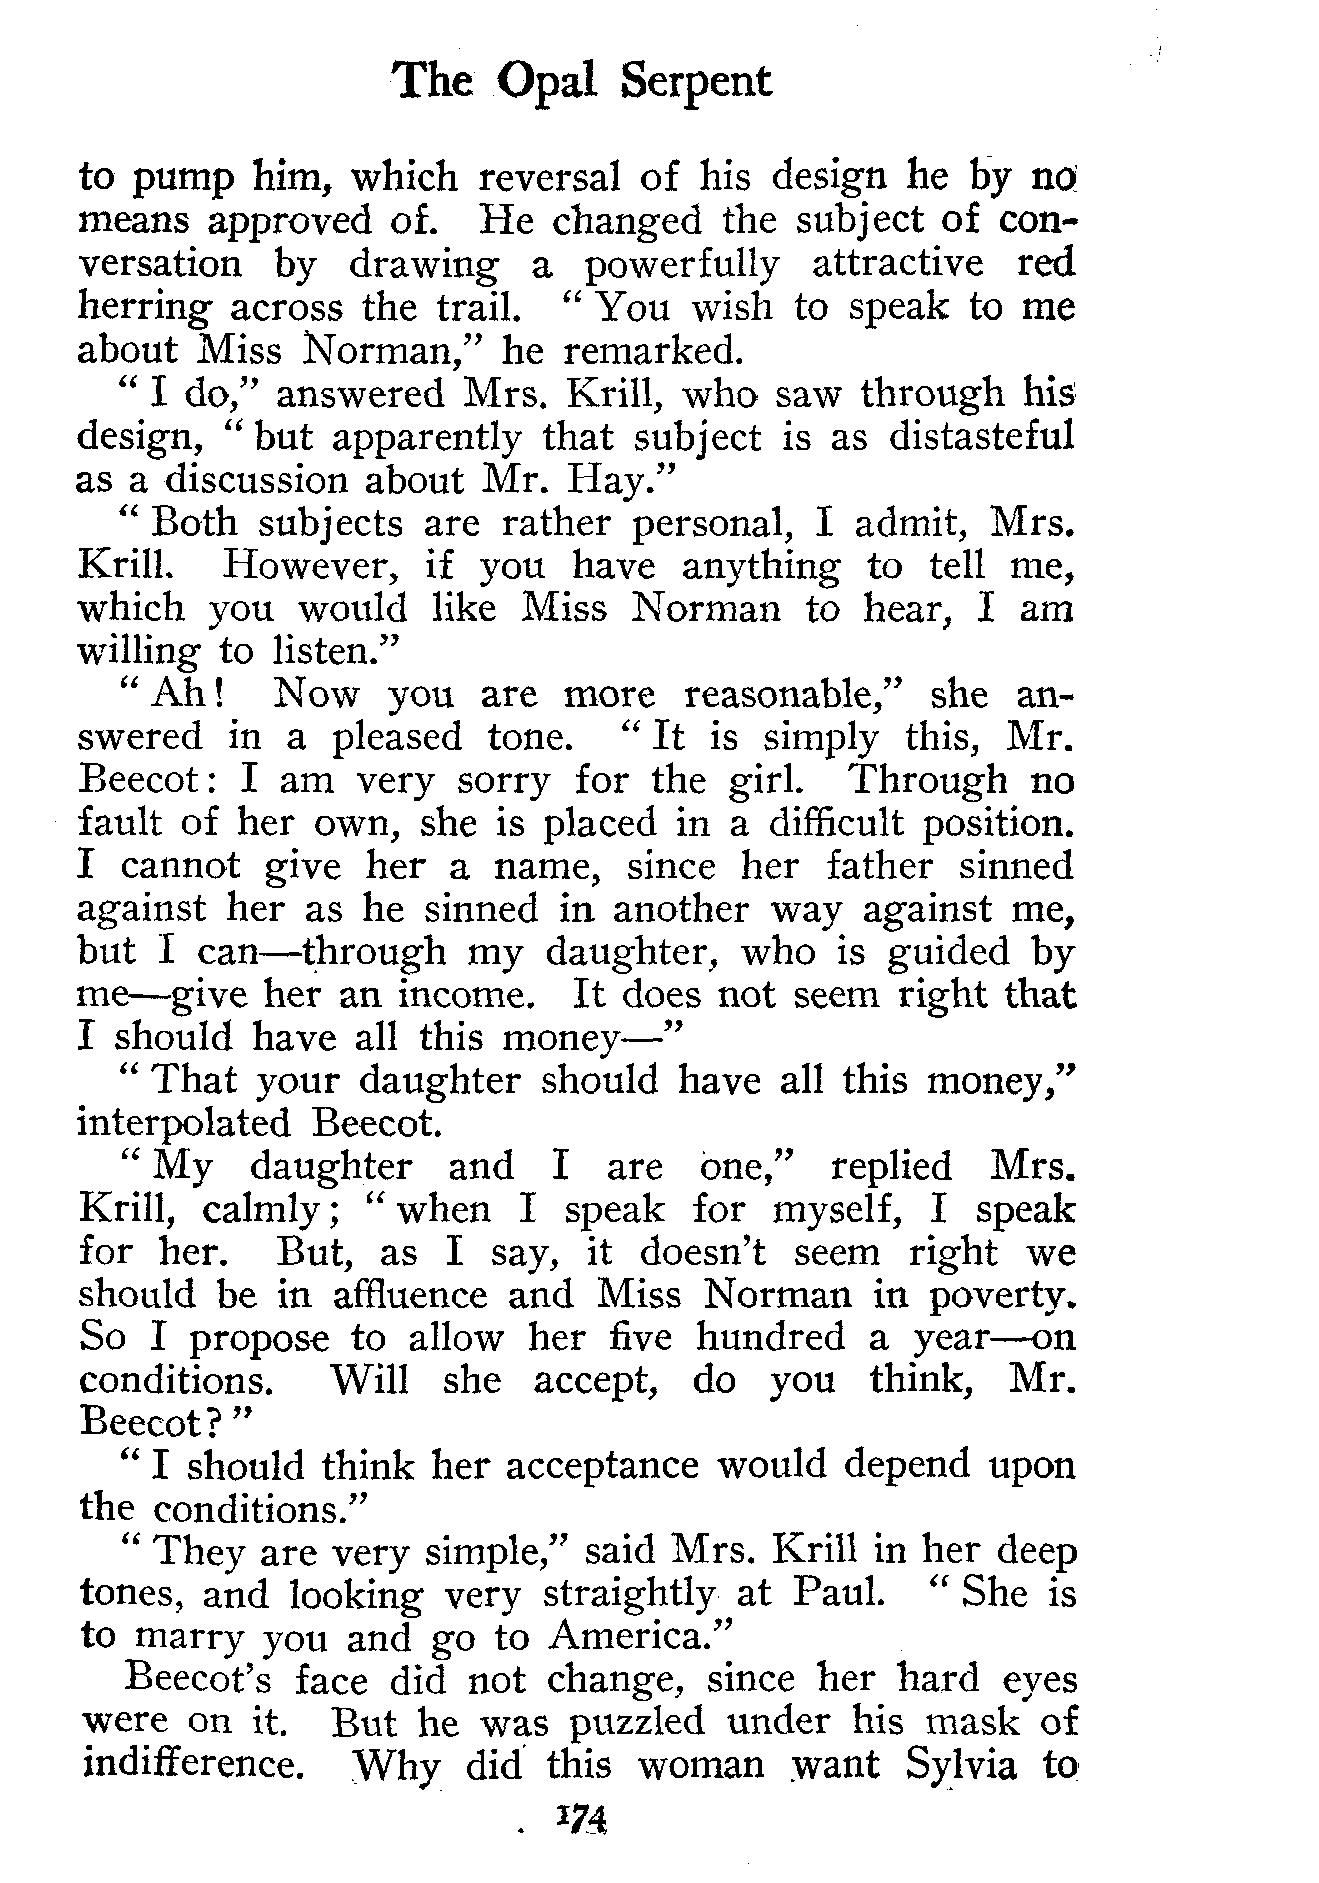 The Opal Serpent
to pump him, which reversal of his design he by no
means approved of. He changed the subject of con-
versation by drawing a powerfully attractive red
herring across the trail. “ You wish to speak to me
about Miss Norman,” he remarked.
“ I do,” answered Mrs. Krill, who saw through his
design, “ but apparently that subject is as distasteful
as a discussion about Mr. Hay.”
“ Both subjects are rather personal, I admit, Mrs.
Krill. However, if you have anything to tell me,
which you would like Miss Norman to hear, I am
willing to listen.”
“ Ah! Now you are more reasonable,” she an-
swered in a pleased tone. “ It is simply this, Mr.
Beecot: I am very sorry for the girl. Through no
fault of her own, she is placed in a difficult position.
I cannot give her a name, since her father sinned
against her as he sinned in another way against me,
but I can—through my daughter, who is guided by
me—give her an income. It does not seem right that
I should have all this money—”
“ That your daughter should have all this money,”
interpolated Beecot.
“ My daughter and I are one,” replied Mrs.
Krill, calmly; “ when I speak for myself, I speak
for her. But, as I say, it doesn't seem right we
should be in affluence and Miss Norman in poverty.
So I propose to allow her five hundred a year—on
conditions. Will she accept, do you think, Mr.
Beecot? ”
“ I should think her acceptance would depend upon
the conditions.”
“ They are very simple,” said Mrs. Krill in her deep
tones, and looking very straightly at Paul. “ She is
to marry you and go to America.”
Beecot's face did not change, since her hard eyes
were on it. But he was puzzled under his mask of
indifference. Why did this woman want Sylvia to
174